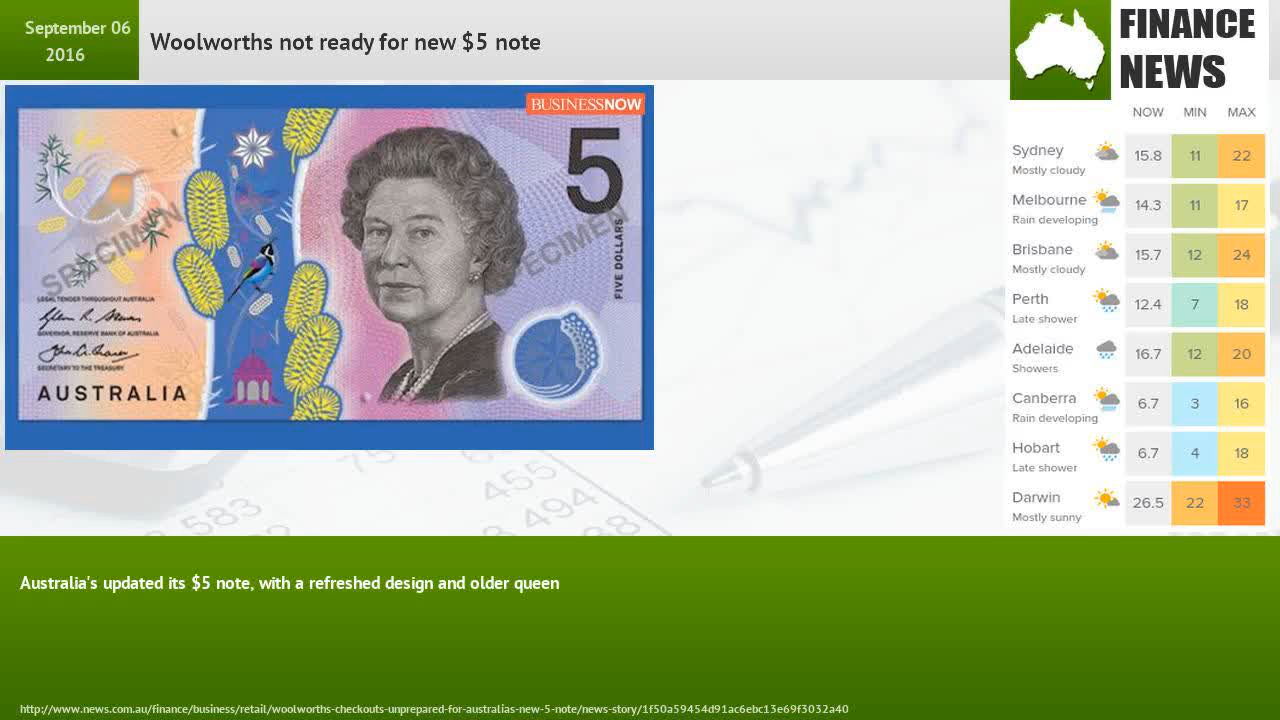 September 06
2016
Woolworths not ready for new $5 note
FINANCE
NEWS
BUSINESSNOW
5
FIVE DOLLARS
SPECIMEN
SPECIMEN
LEGAL TENDER THROUGHOUT AUSTRALIA
GOVERNOR, RESERVE BANK OF AUSTRALIA
SECRETARY TO THE TREASURY
AUSTRALIA
NOW MIN MAX
Sydney 15.8 11 22
Mostly cloudy
Melbourne 14.3 11 17
Rain developing
Brisbane 15.7 12 24
Mostly cloudy
Perth 12.4 7 18
Late shower
Adelaide 16.7 12 20
Showers
Canberra 6.7 3 16
Rain developing
Hobart 6.7 4 18
Late shower
Darwin 26.5 22 33
Mostly sunny
75
455
583
494
Australia's updated its $5 note, with a refreshed design and older queen
http://www.news.com.au/finance/business/retail/woolworths-checkouts-unprepared-for-australias-new-5-note/news-story/1f50a59454d91ac6ebc13e69f3032a40